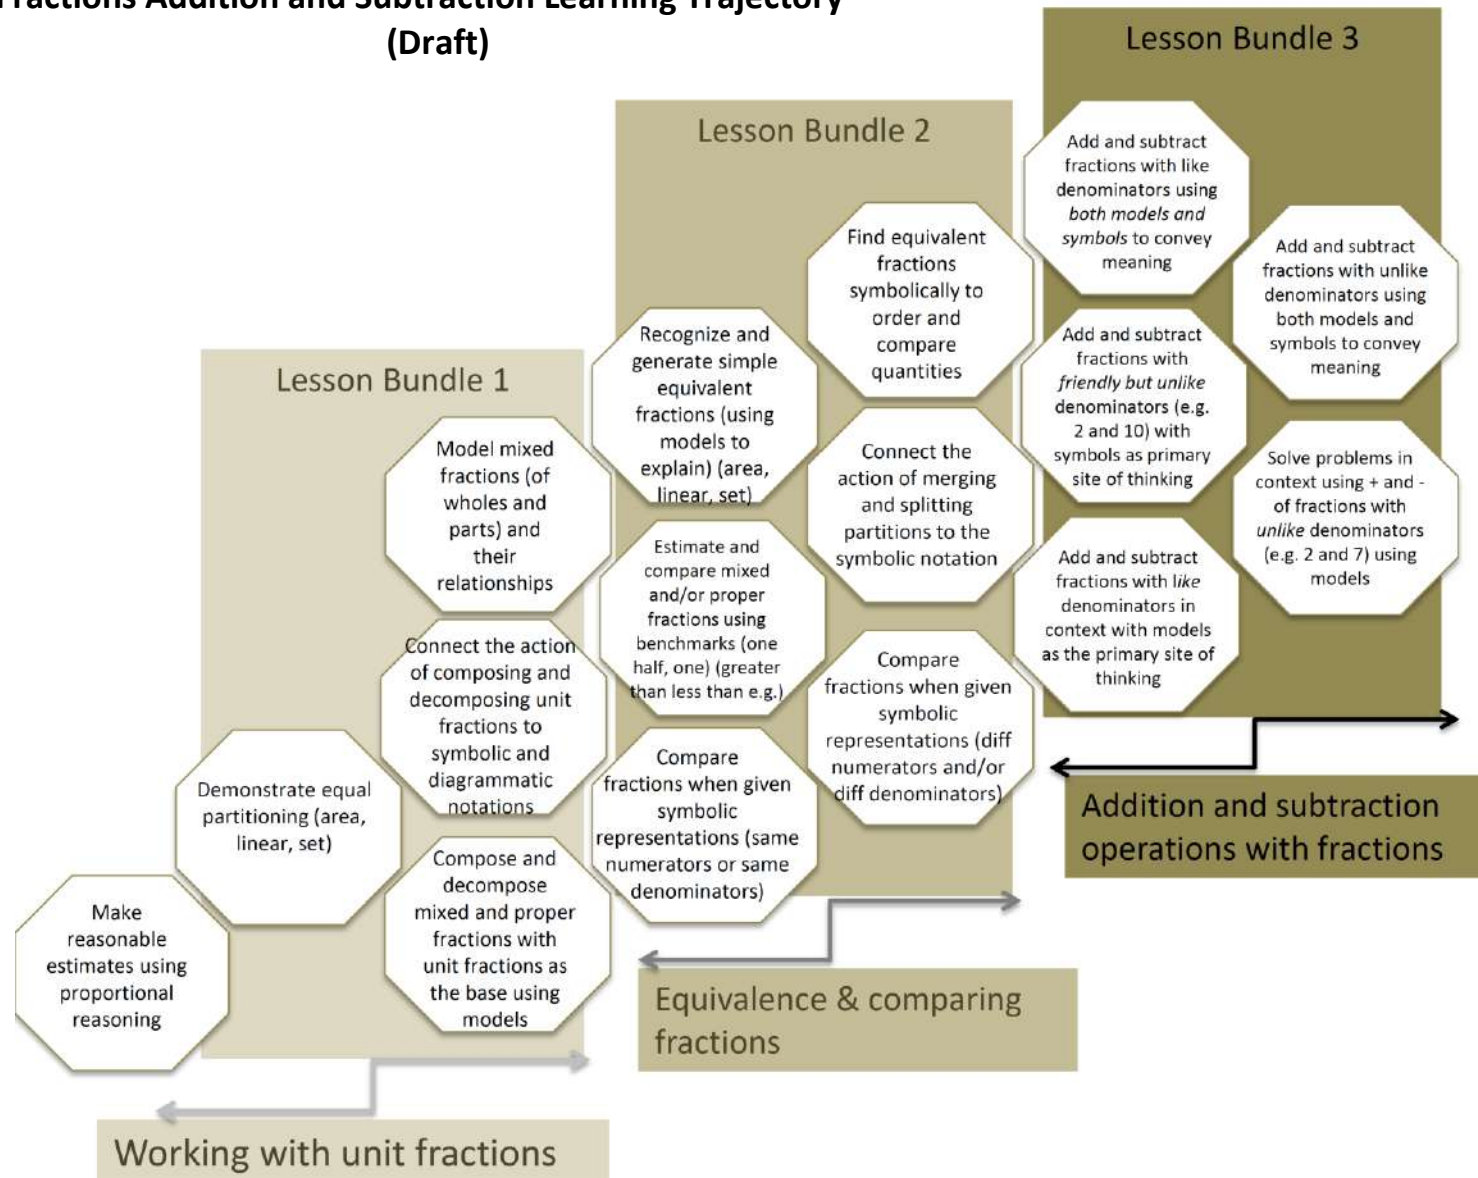 Fractions Addition and Subtraction Learning Trajectory
(Draft)
Lesson Bundle 1
Make
reasonable
estimates using
proportional
reasoning
Demonstrate equal
partitioning (area,
linear, set)
Model mixed
fractions (of
wholes and
parts) and
their
relationships
Connect the action
of composing and
decomposing unit
fractions to
symbolic and
diagrammatic
notations
Compose and
decompose
mixed and proper
fractions with
unit fractions as
the base using
models
Working with unit fractions
Lesson Bundle 2
Recognize and
generate simple
equivalent
fractions (using
models to
explain) (area,
linear, set)
Estimate and
compare mixed
and/or proper
fractions using
benchmarks (one
half, one) (greater
than less than e.g.)
Compare
fractions when given
symbolic
representations (same
numerators or same
denominators)
Find equivalent
fractions
symbolically to
order and
compare
quantities
Connect the
action of merging
and splitting
partitions to the
symbolic notation
Compare
fractions when given
symbolic
representations (diff
numerators and/or
diff denominators)
Equivalence & comparing
fractions
Lesson Bundle 3
Add and subtract
fractions with like
denominators using
both models and
symbols to convey
meaning
Add and subtract
fractions with
friendly but unlike
denominators (e.g.
2 and 10) with
symbols as primary
site of thinking
Add and subtract
fractions with like
denominators in
context with models
as the primary site of
thinking
Add and subtract
fractions with unlike
denominators using
both models and
symbols to convey
meaning
Solve problems in
context using + and -
of fractions with
unlike denominators
(e.g. 2 and 7) using
models
Addition and subtraction
operations with fractions